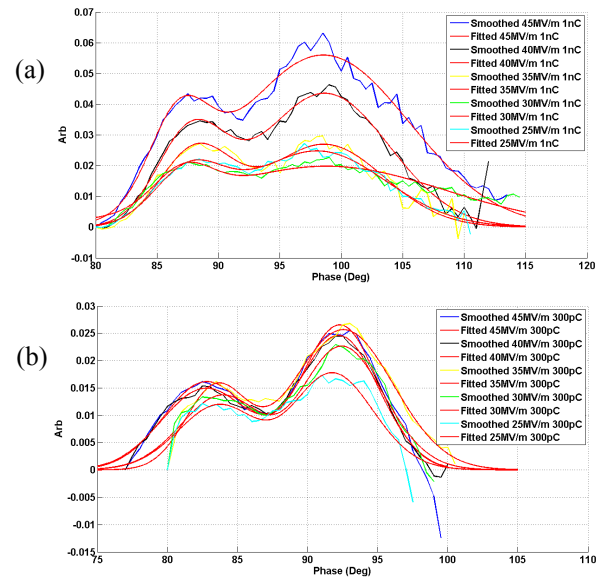 (a)
0.07
0.06
0.05
0.04
0.03
0.02
0.01
0
-0.01
Arb
80 85 90 95 100 105 110 115 120
Phase (Deg)
Smoothed 45MV/m 1nC
Fitted 45MV/m 1nC
Smoothed 40MV/m 1nC
Fitted 40MV/m 1nC
Smoothed 35MV/m 1nC
Fitted 35MV/m 1nC
Smoothed 30MV/m 1nC
Fitted 30MV/m 1nC
Smoothed 25MV/m 1nC
Fitted 25MV/m 1nC
(b)
0.03
0.025
0.02
0.015
0.01
0.005
0
-0.005
-0.01
-0.015
Arb
75 80 85 90 95 100 105 110
Phase (Deg)
Smoothed 45MV/m 300pC
Fitted 45MV/m 300pC
Smoothed 40MV/m 300pC
Fitted 40MV/m 300pC
Smoothed 35MV/m 300pC
Fitted 35MV/m 300pC
Smoothed 30MV/m 300pC
Fitted 30MV/m 300pC
Smoothed 25MV/m 300pC
Fitted 25MV/m 300pC